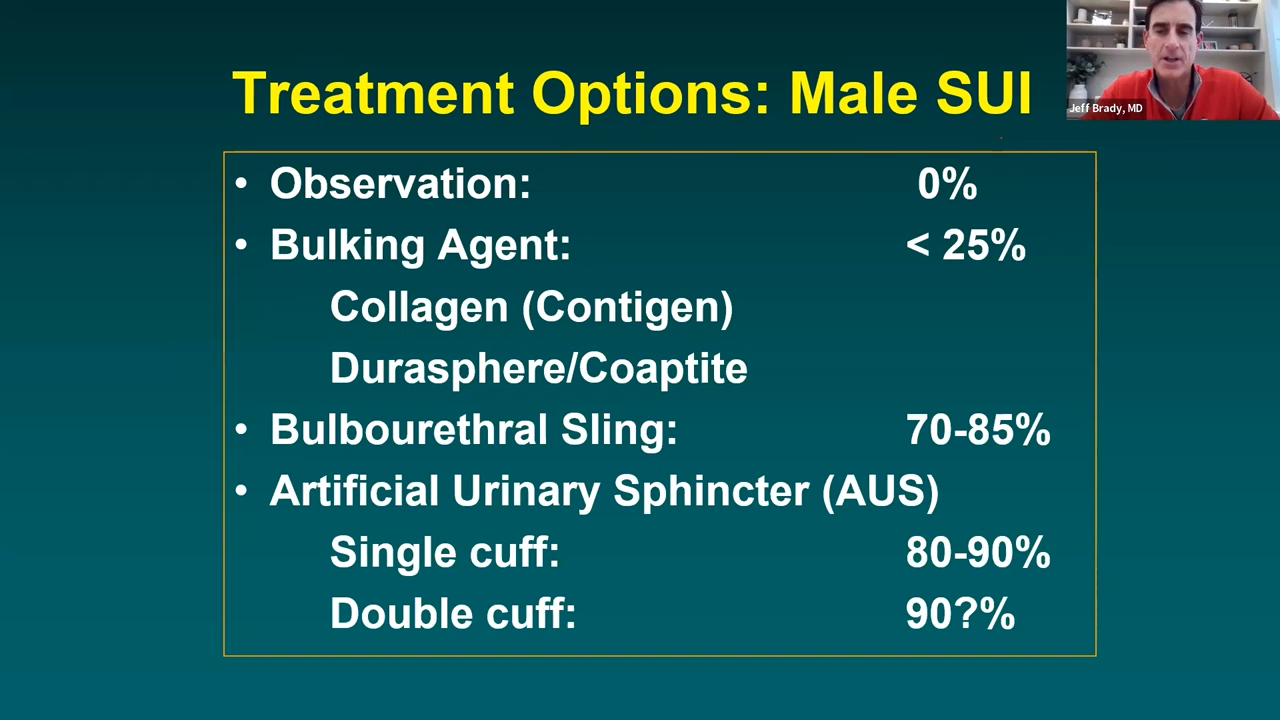 Treatment Options: Male SUI
Jeff Brady, MD
• Observation: 0%
• Bulking Agent: < 25%
Collagen (Contigen)
Durasphere/Coaptite
• Bulbourethral Sling: 70-85%
• Artificial Urinary Sphincter (AUS)
Single cuff: 80-90%
Double cuff: 90?%